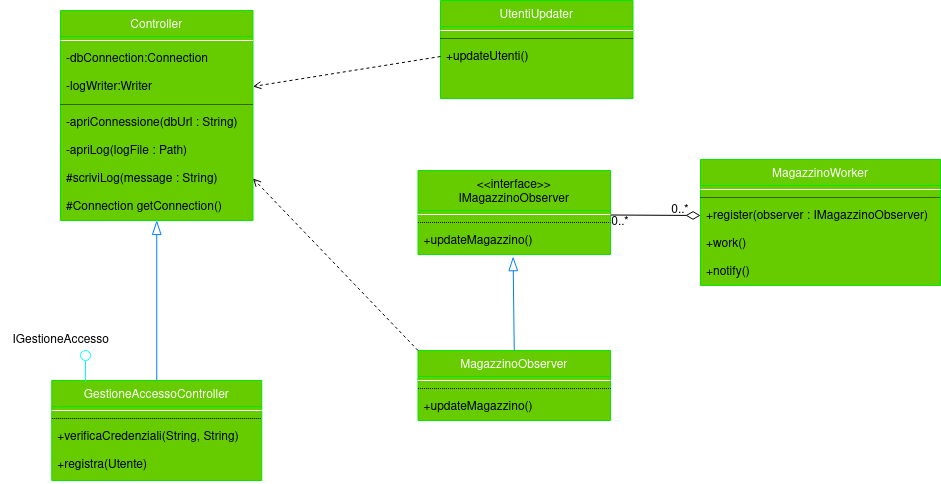 Controller
-dbConnection:Connection
-logWriter:Writer
-apriConnessione(dbUrl : String)
-apriLog(logFile : Path)
#scriviLog(message : String)
#Connection getConnection()
UtentiUpdater
+updateUtenti()
<<interface>>
IMagazzinoObserver
+updateMagazzino()
0..*
0..*
MagazzinoWorker
+register(observer : IMagazzinoObserver)
+work()
+notify()
IGestioneAccesso
GestioneAccessoController
+verificaCredenziali(String, String)
+registra(Utente)
MagazzinoObserver
+updateMagazzino()